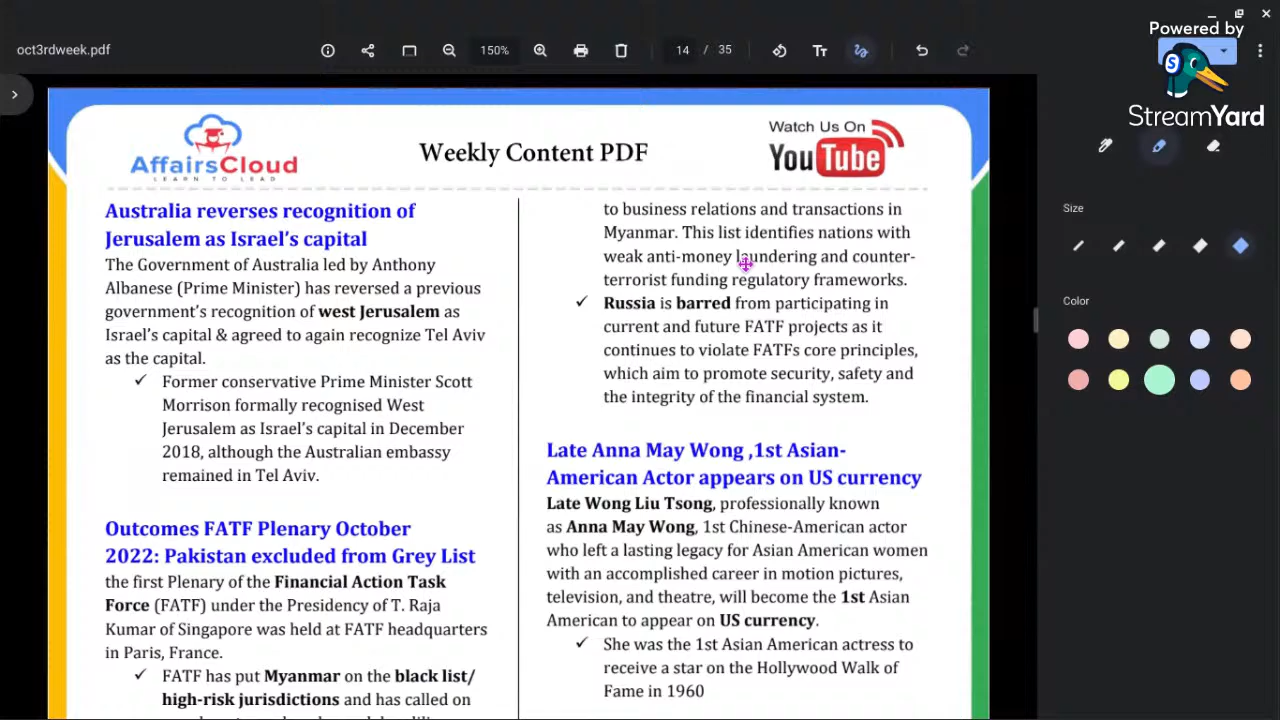 oct3rdweek.pdf
150%
14 / 35
Powered by
StreamYard
AffairsCloud
LEARN TO LEAD
Weekly Content PDF
Watch Us On
YouTube
Australia reverses recognition of
Jerusalem as Israel’s capital
The Government of Australia led by Anthony
Albanese (Prime Minister) has reversed a previous
government’s recognition of west Jerusalem as
Israel’s capital & agreed to again recognize Tel Aviv
as the capital.
✓ Former conservative Prime Minister Scott
Morrison formally recognised West
Jerusalem as Israel’s capital in December
2018, although the Australian embassy
remained in Tel Aviv.
Outcomes FATF Plenary October
2022: Pakistan excluded from Grey List
the first Plenary of the Financial Action Task
Force (FATF) under the Presidency of T. Raja
Kumar of Singapore was held at FATF headquarters
in Paris, France.
✓ FATF has put Myanmar on the black list/
high-risk jurisdictions and has called on
to business relations and transactions in
Myanmar. This list identifies nations with
weak anti-money laundering and counter-
terrorist funding regulatory frameworks.
✓ Russia is barred from participating in
current and future FATF projects as it
continues to violate FATFs core principles,
which aim to promote security, safety and
the integrity of the financial system.
Late Anna May Wong ,1st Asian-
American Actor appears on US currency
Late Wong Liu Tsong, professionally known
as Anna May Wong, 1st Chinese-American actor
who left a lasting legacy for Asian American women
with an accomplished career in motion pictures,
television, and theatre, will become the 1st Asian
American to appear on US currency.
✓ She was the 1st Asian American actress to
receive a star on the Hollywood Walk of
Fame in 1960
Size
Color